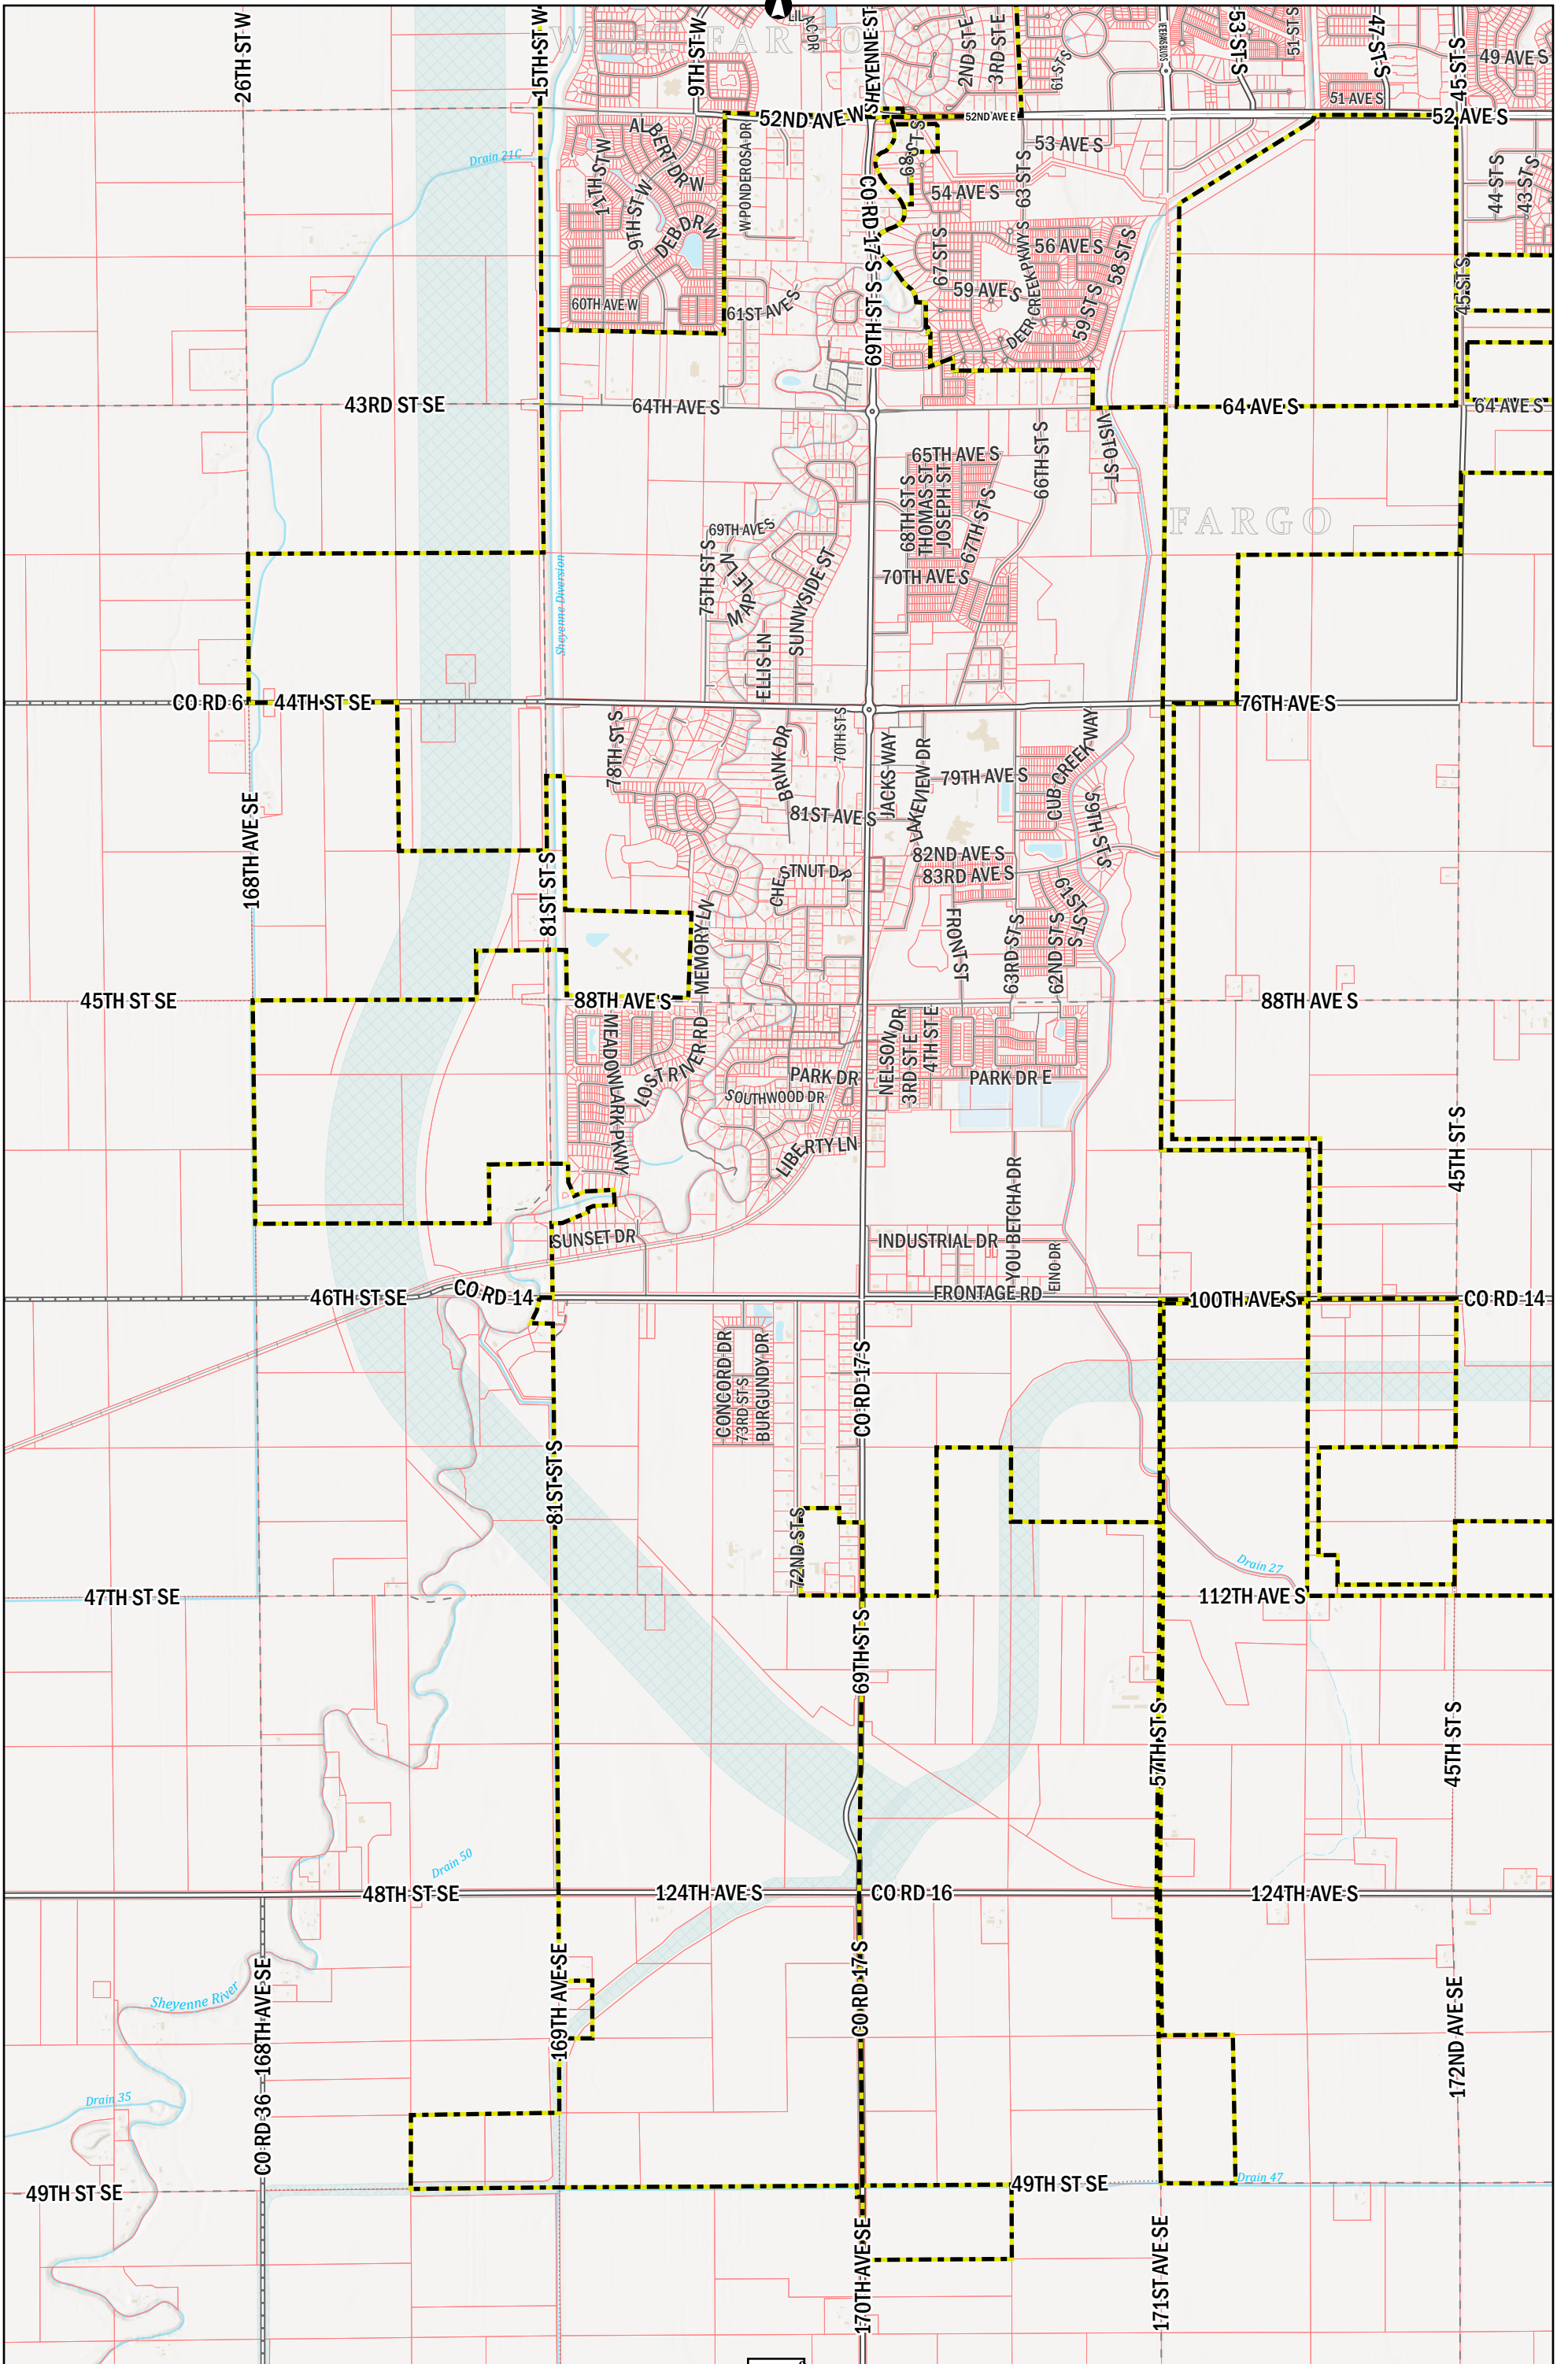 26TH ST W
15TH ST W
WEST FARGO
9TH ST W
LILAC DR
SHEYENNE ST
2ND ST E
3RD ST E
61 ST S
53 ST S
51 ST S
47 ST S
45 ST S
49 AVE S
51 AVE S
52ND AVE W
52ND AVE E
52 AVE S
Drain 21C
ALBERT DR W
11TH ST W
9TH ST W
DEB DR W
W PONDEROSA DR
CO RD 17 S
68 ST S
53 AVE S
54 AVE S
63 ST S
44 ST S
43 ST S
67 ST S
56 AVE S
58 ST S
59 AVE S
DEER CREEK PKWY S
59 ST S
45 ST S
60TH AVE W
61ST AVE S
69TH ST S
43RD ST SE
64TH AVE S
64 AVE S
64 AVE S
VISTO ST
65TH AVE S
66TH ST S
68TH ST S
THOMAS ST
JOSEPH ST
67TH ST S
FARGO
69TH AVE S
75TH ST S
MAPLE LN
SUNNYSIDE ST
70TH AVE S
Sheyenne Diversion
ELLIS LN
CO RD 6
44TH ST SE
76TH AVE S
78TH ST S
BRINK DR
70TH ST S
JACKS WAY
LAKEVIEW DR
79TH AVE S
CUB CREEK WAY
59TH ST S
81ST AVE S
168TH AVE SE
81ST ST S
82ND AVE S
83RD AVE S
CHESTNUT DR
61ST ST S
MEMORY LN
FRONT ST
63RD ST S
62ND ST S
45TH ST SE
88TH AVE S
88TH AVE S
MEADOWLARK PKWY
LOST RIVER RD
NELSON DR
3RD ST E
4TH ST E
PARK DR
PARK DR E
SOUTHWOOD DR
LIBERTY LN
45TH ST S
YOU BETCHA DR
SUNSET DR
INDUSTRIAL DR
EINO DR
46TH ST SE
CO RD 14
FRONTAGE RD
100TH AVE S
CO RD 14
CONCORD DR
73RD ST S
BURGUNDY DR
CO RD 17 S
81ST ST S
72ND ST S
Drain 27
47TH ST SE
112TH AVE S
69TH ST S
57TH ST S
45TH ST S
Drain 50
48TH ST SE
124TH AVE S
CO RD 16
124TH AVE S
Sheyenne River
168TH AVE SE
169TH AVE SE
CO RD 17 S
172ND AVE SE
Drain 35
CO RD 36
49TH ST SE
49TH ST SE
Drain 47
170TH AVE SE
171ST AVE SE